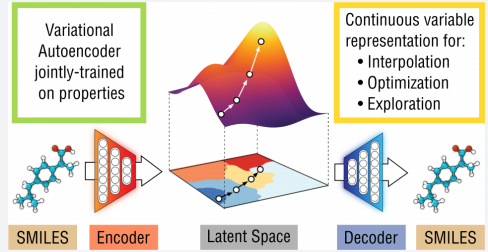 Variational
Autoencoder
jointly-trained
on properties
Continuous variable
representation for:
• Interpolation
• Optimization
• Exploration
SMILES
Encoder
Latent Space
Decoder
SMILES